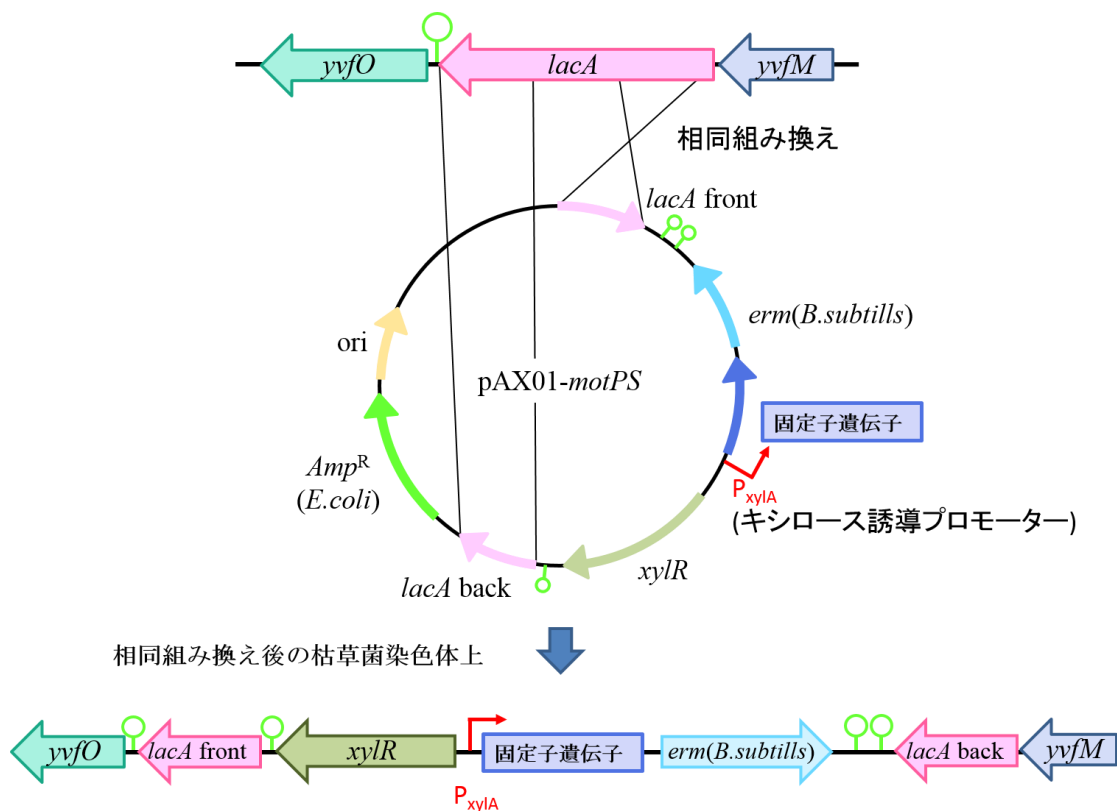 yvfO
lacA
yvfM
相同組み換え
lacA front
erm(B.subtills)
ori
pAX01-motPS
固定子遺伝子
AmpR
(E.coli)
PxylA
(キシロース誘導プロモーター)
xylR
lacA back
相同組み換え後の枯草菌染色体上
yvfO
lacA front
xylR
固定子遺伝子
erm(B.subtills)
lacA back
yvfM
PxylA